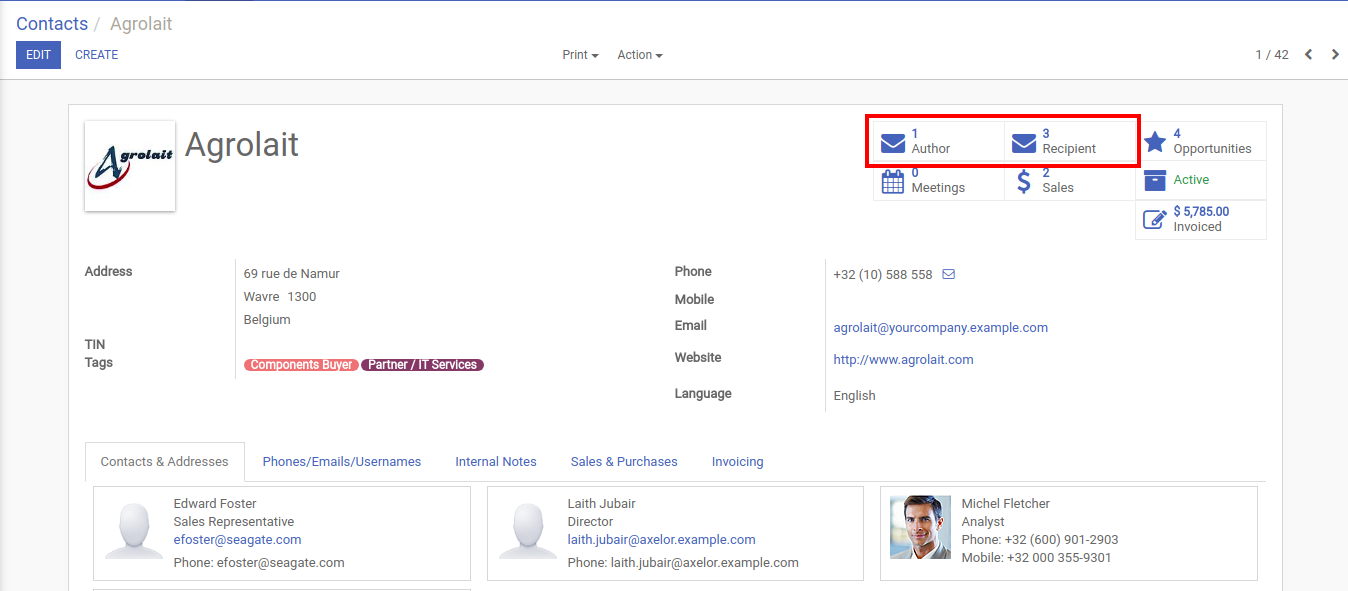 Contacts / Agrolait
EDIT CREATE Print Action 1 / 42
Agrolait
Agrolait
1
Author
3
Recipient
4
Opportunities
0
Meetings
2
Sales
Active
$ 5,785.00
Invoiced
Address
69 rue de Namur
Wavre 1300
Belgium
TIN
Tags
Components Buyer Partner / IT Services
Phone
+32 (10) 588 558
Mobile
Email
agrolait@yourcompany.example.com
Website
http://www.agrolait.com
Language
English
Contacts & Addresses Phones/Emails/Usernames Internal Notes Sales & Purchases Invoicing
Edward Foster
Sales Representative
efoster@seagate.com
Phone: efoster@seagate.com
Laith Jubair
Director
laith.jubair@axelor.example.com
Phone: laith.jubair@axelor.example.com
Michel Fletcher
Analyst
Phone: +32 (600) 901-2903
Mobile: +32 000 355-9301